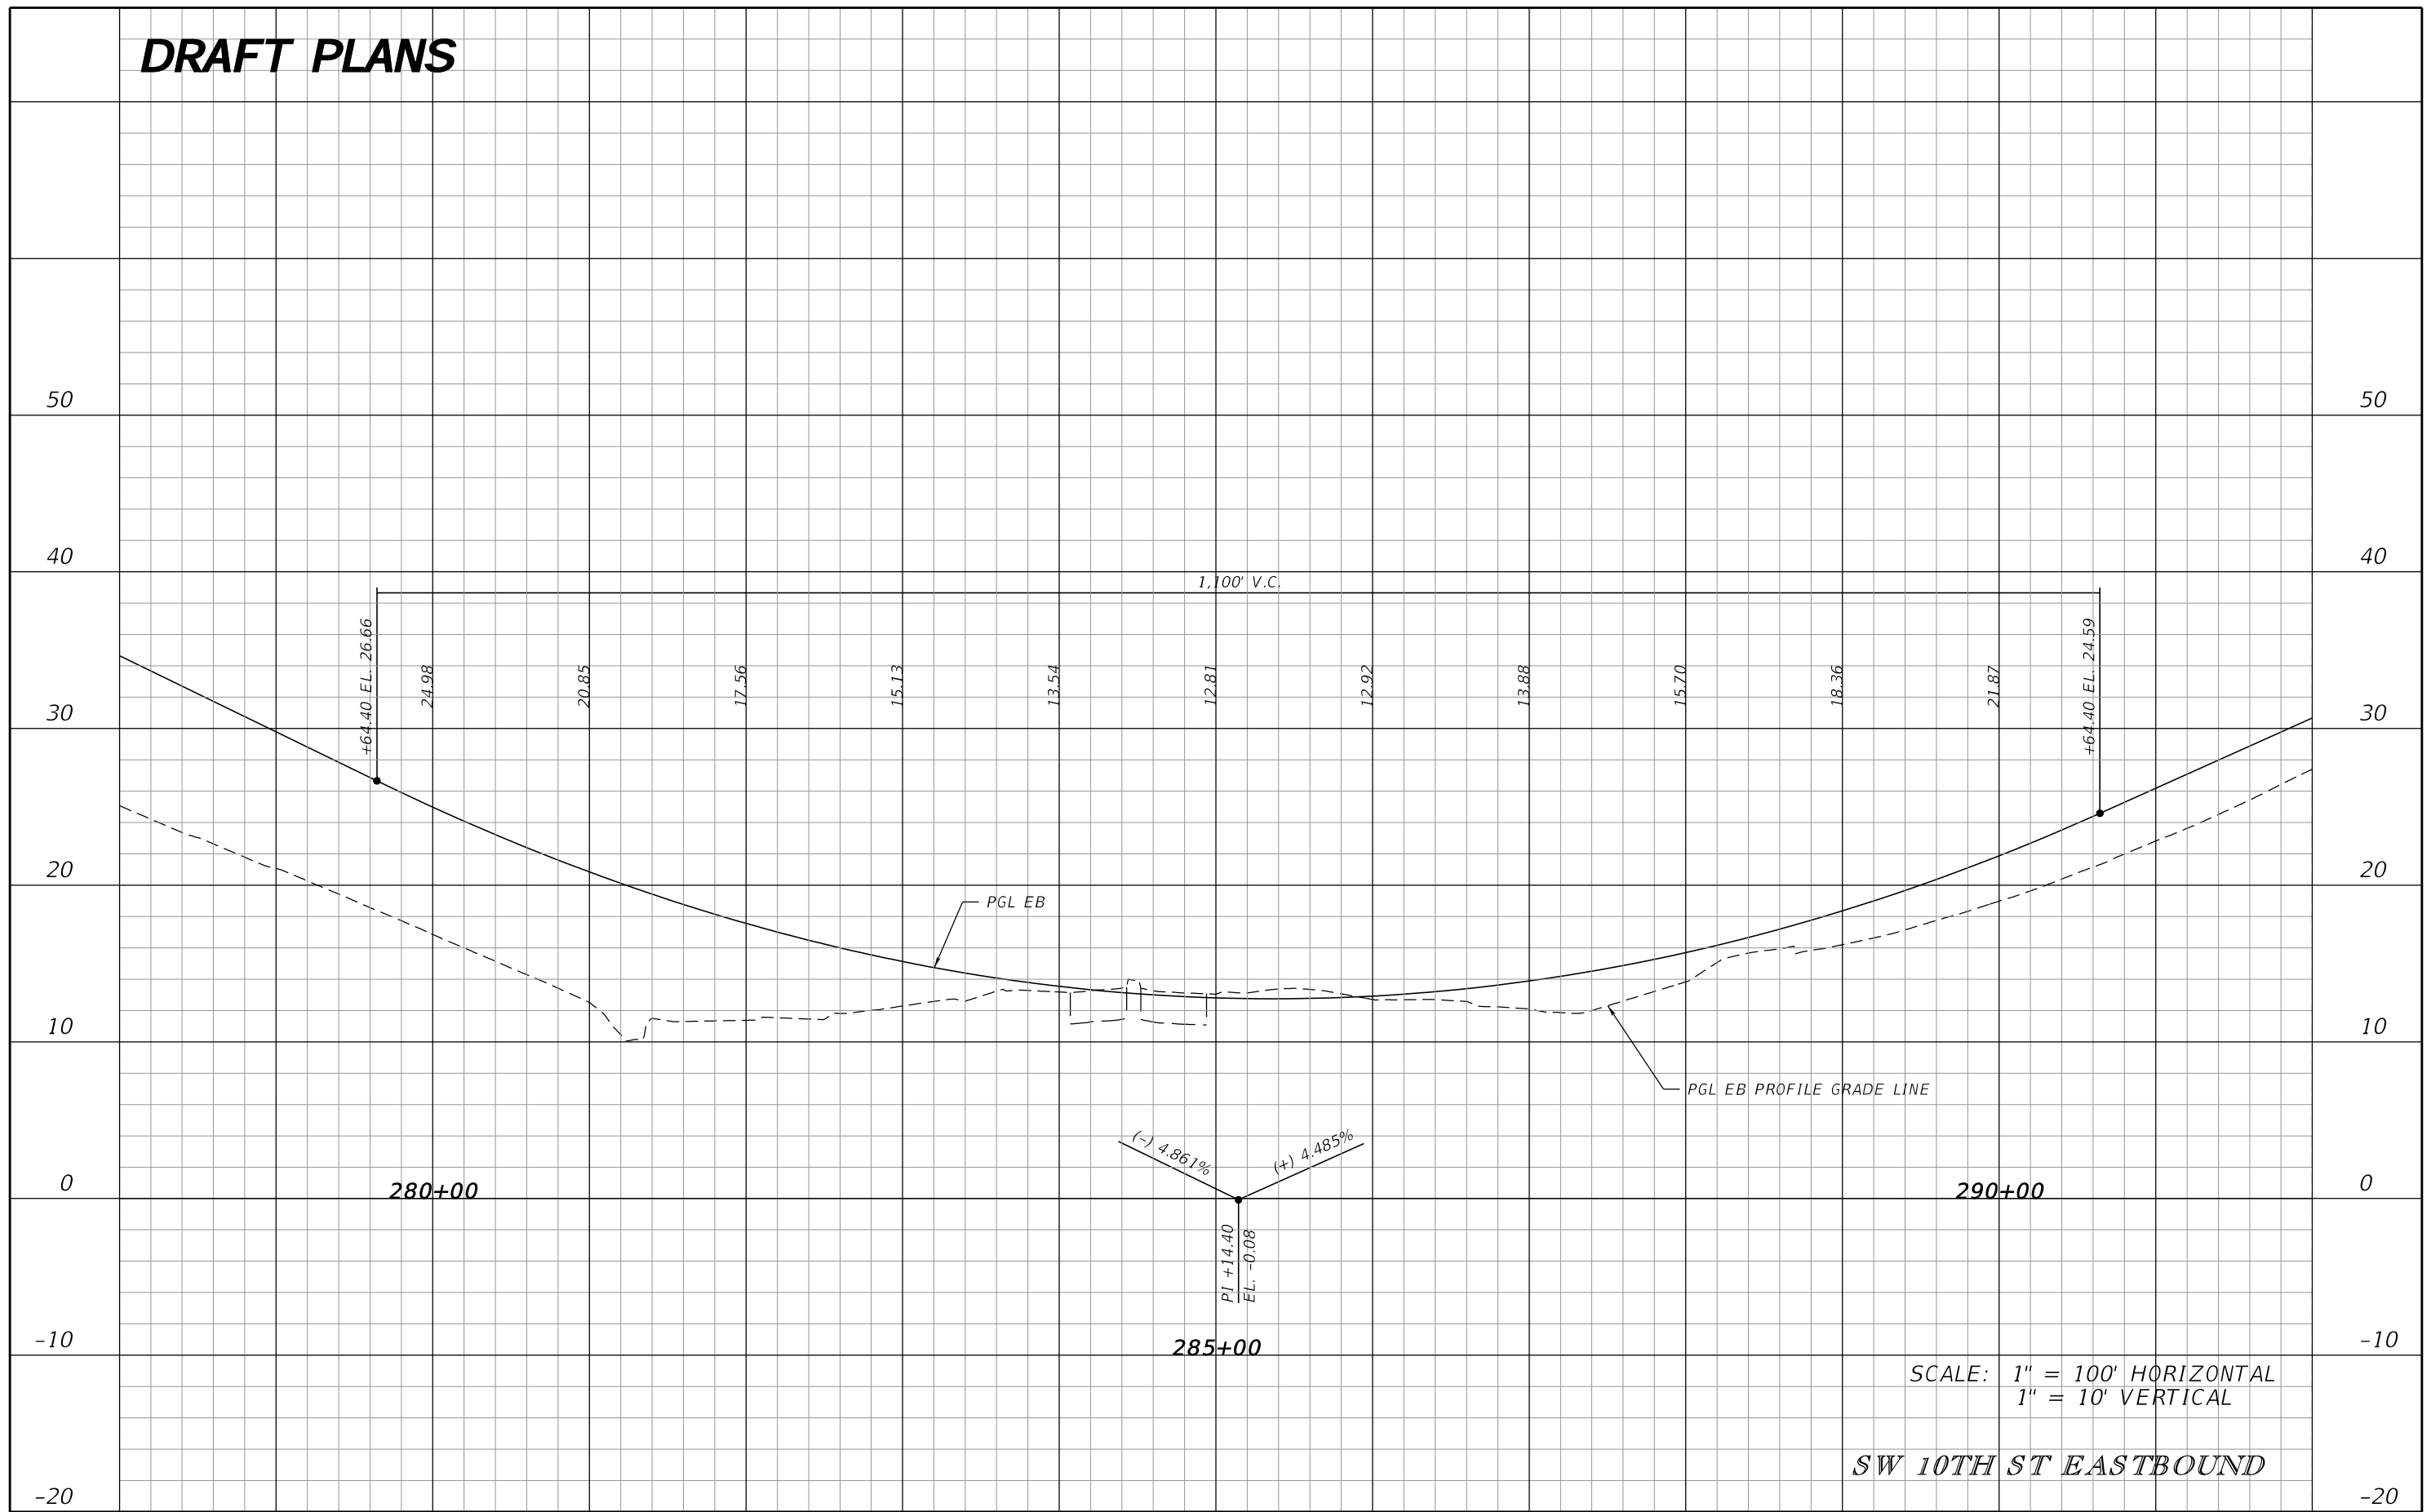 DRAFT PLANS
50 50
40 40
1,100' V.C.
+64.40 EL. 26.66
24.98
20.85
17.56
15.13
13.54
12.81
12.92
13.88
15.70
18.36
21.87
+64.40 EL. 24.59
30 30
20 20
PGL EB
10 10
PGL EB PROFILE GRADE LINE
(-) 4.861%
(+) 4.485%
0 0
280+00
290+00
PI +14.40
EL. -0.08
-10 -10
285+00
SCALE: 1" = 100' HORIZONTAL
1" = 10' VERTICAL
SW 10TH ST EASTBOUND
-20 -20